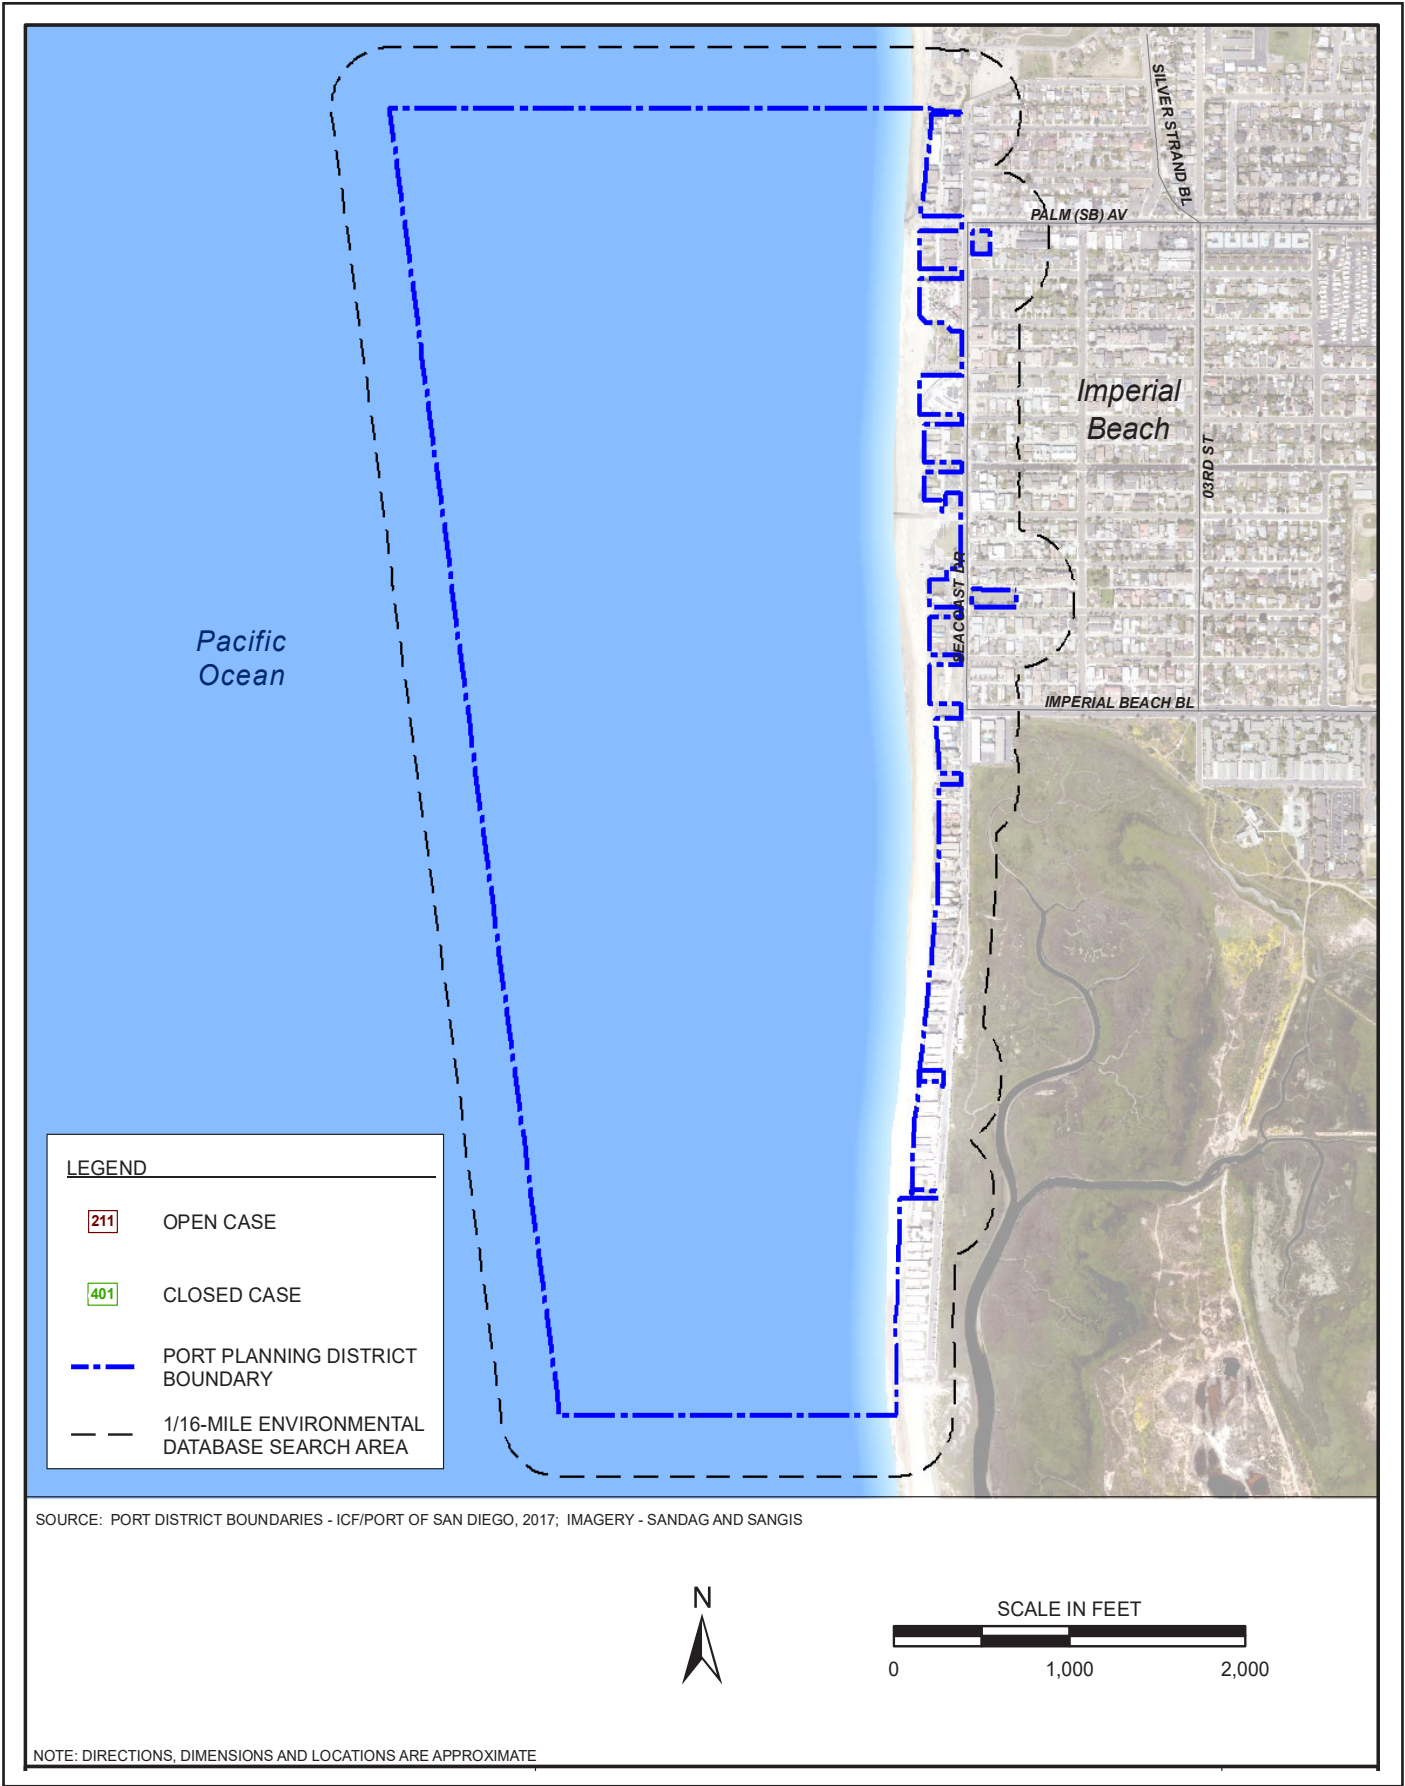 SILVER STRAND BL
PALM (SB) AV
Imperial
Beach
03RD ST
SEACOAST DR
Pacific
Ocean
IMPERIAL BEACH BL
LEGEND
211 OPEN CASE
401 CLOSED CASE
PORT PLANNING DISTRICT
BOUNDARY
1/16-MILE ENVIRONMENTAL
DATABASE SEARCH AREA
SOURCE: PORT DISTRICT BOUNDARIES - ICF/PORT OF SAN DIEGO, 2017; IMAGERY - SANDAG AND SANGIS
N
SCALE IN FEET
0 1,000 2,000
NOTE: DIRECTIONS, DIMENSIONS AND LOCATIONS ARE APPROXIMATE